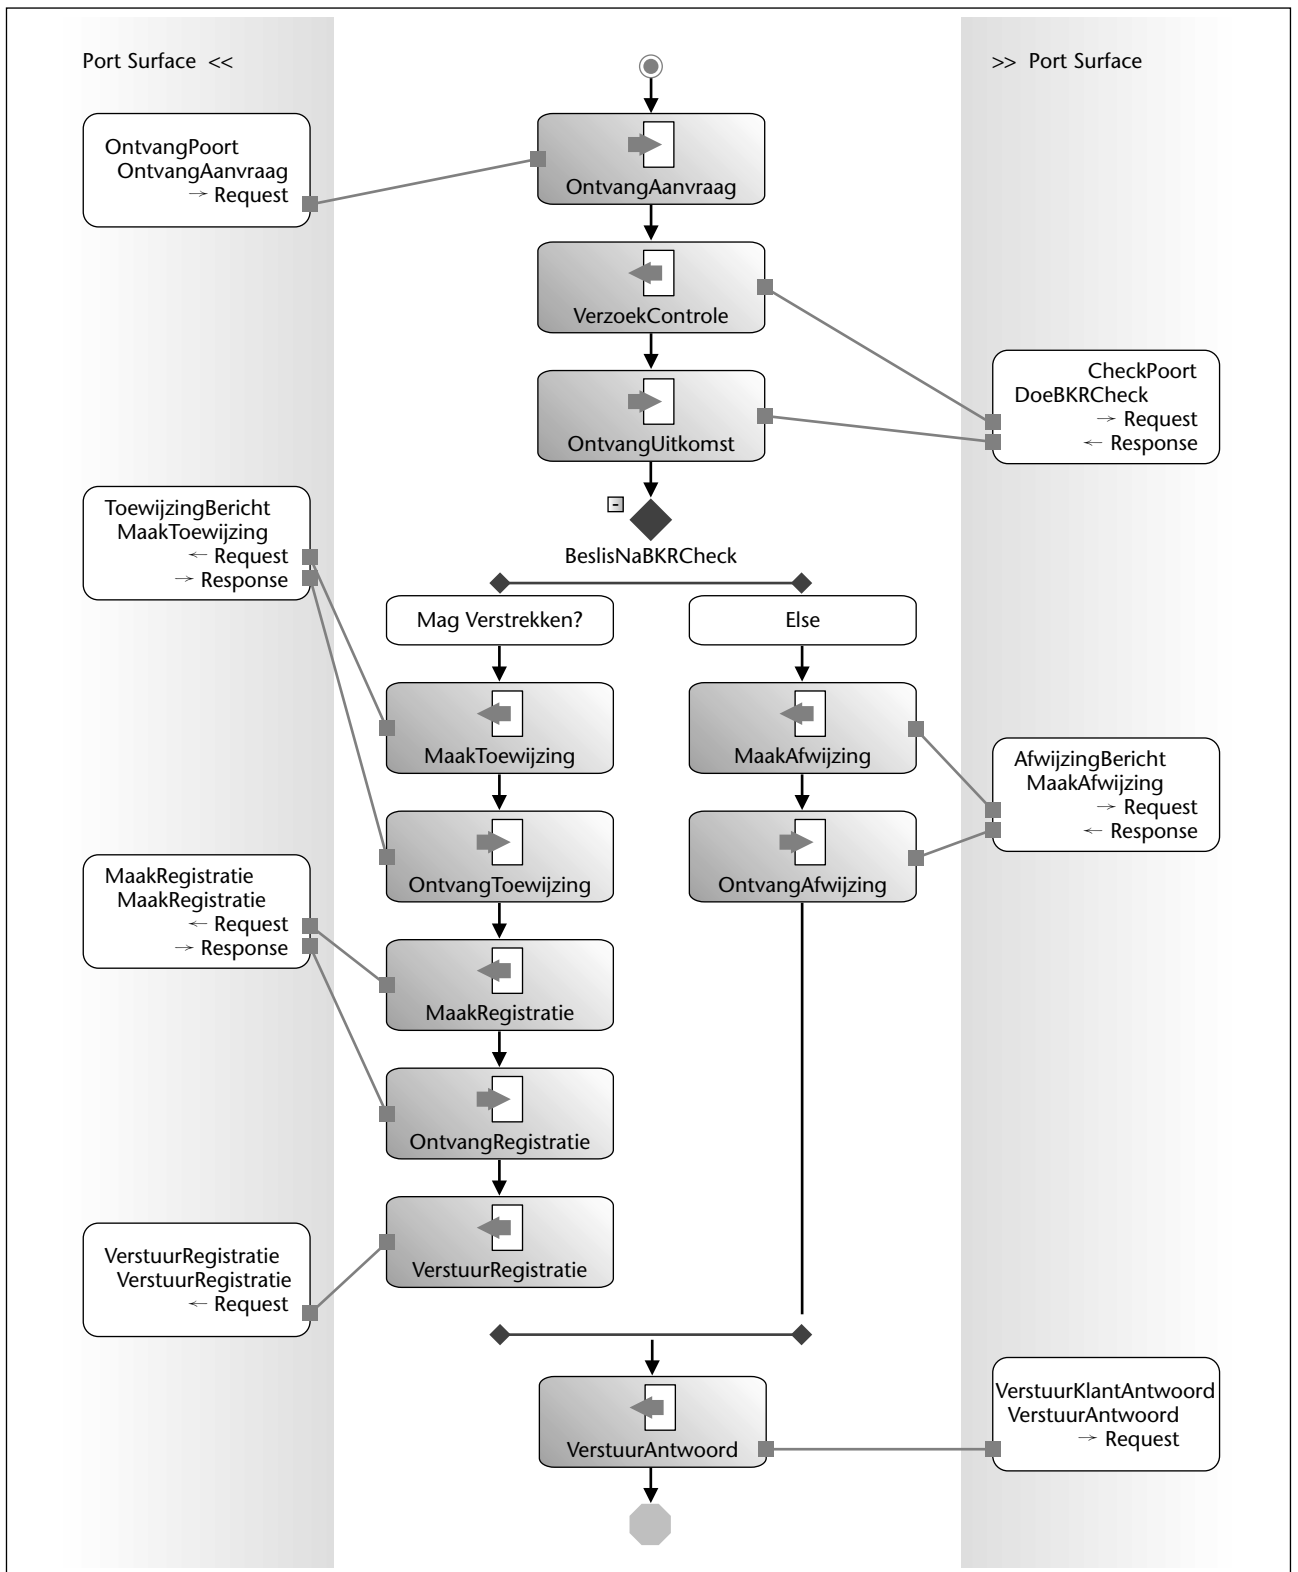 Port Surface <<
>> Port Surface
OntvangPoort
OntvangAanvraag
→ Request
OntvangAanvraag
VerzoekControle
CheckPoort
DoeBKRCheck
→ Request
← Response
OntvangUitkomst
ToewijzingBericht
MaakToewijzing
← Request
→ Response
-
BeslisNaBKRCheck
Mag Verstrekken?
Else
MaakToewijzing
MaakAfwijzing
AfwijzingBericht
MaakAfwijzing
→ Request
← Response
OntvangToewijzing
OntvangAfwijzing
MaakRegistratie
MaakRegistratie
← Request
→ Response
MaakRegistratie
OntvangRegistratie
VerstuurRegistratie
VerstuurRegistratie
VerstuurRegistratie
← Request
VerstuurKlantAntwoord
VerstuurAntwoord
→ Request
VerstuurAntwoord